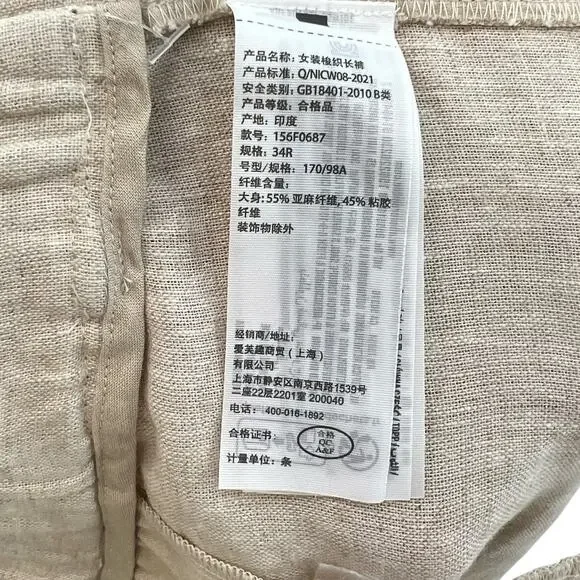 产品名称: 女装梭织长裤
产品标准: Q/NICW08-2021
安全类别: GB18401-2010 B类
产品等级: 合格品
产地: 印度
款号: 156F0687
规格: 34R
号型/规格: 170/98A
纤维含量:
大身: 55% 亚麻纤维, 45% 粘胶
纤维
装饰物除外
经销商/地址:
爱芙趣商贸(上海)
有限公司
上海市静安区南京西路1539号
二座22层2201室 200040
电话: 400-016-1892
合格证书: 合格
QC
A&F
计量单位: 条